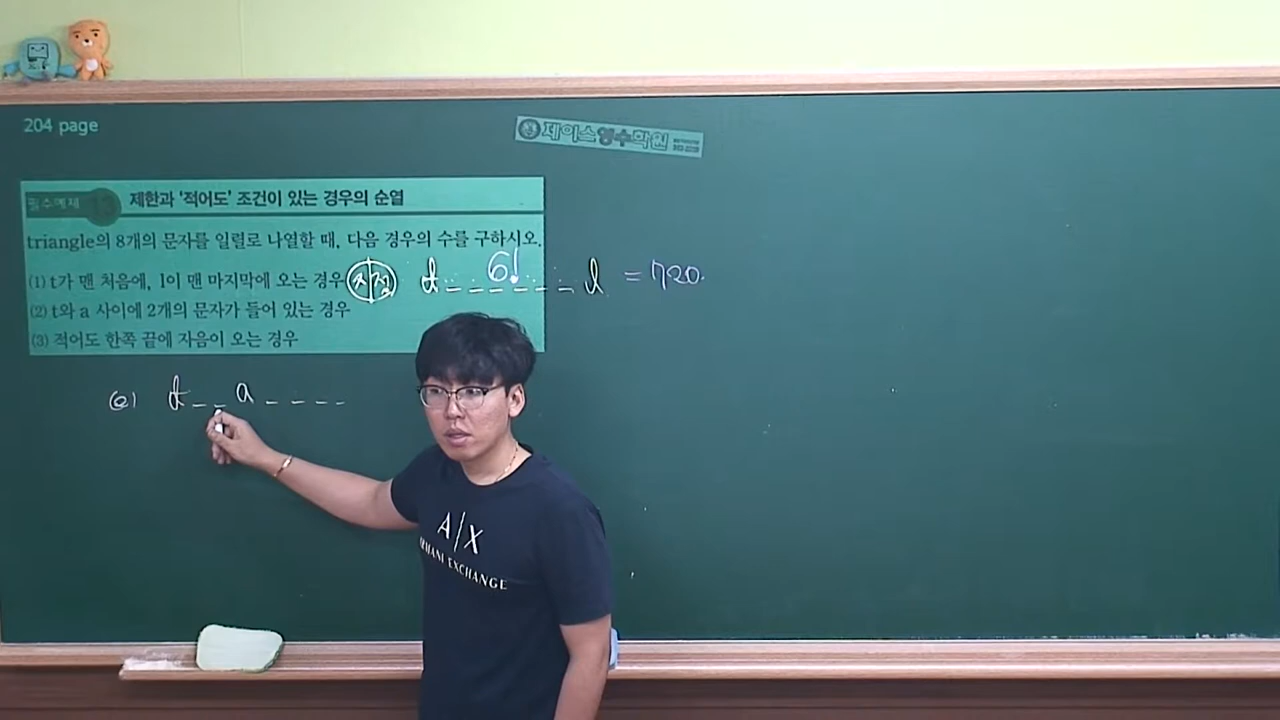 204 page
제이스영수학원
필수예제 제한과 '적어도' 조건이 있는 경우의 순열
triangle의 8개의 문자를 일렬로 나열할 때, 다음 경우의 수를 구하시오.
(1) t가 맨 처음에, l이 맨 마지막에 오는 경우 지정 t _ _ 6! _ _ _ _ l = 720.
(2) t와 a 사이에 2개의 문자가 들어 있는 경우
(3) 적어도 한쪽 끝에 자음이 오는 경우
(2) t _ _ a _ _ _ _
A|X
ARMANI EXCHANGE